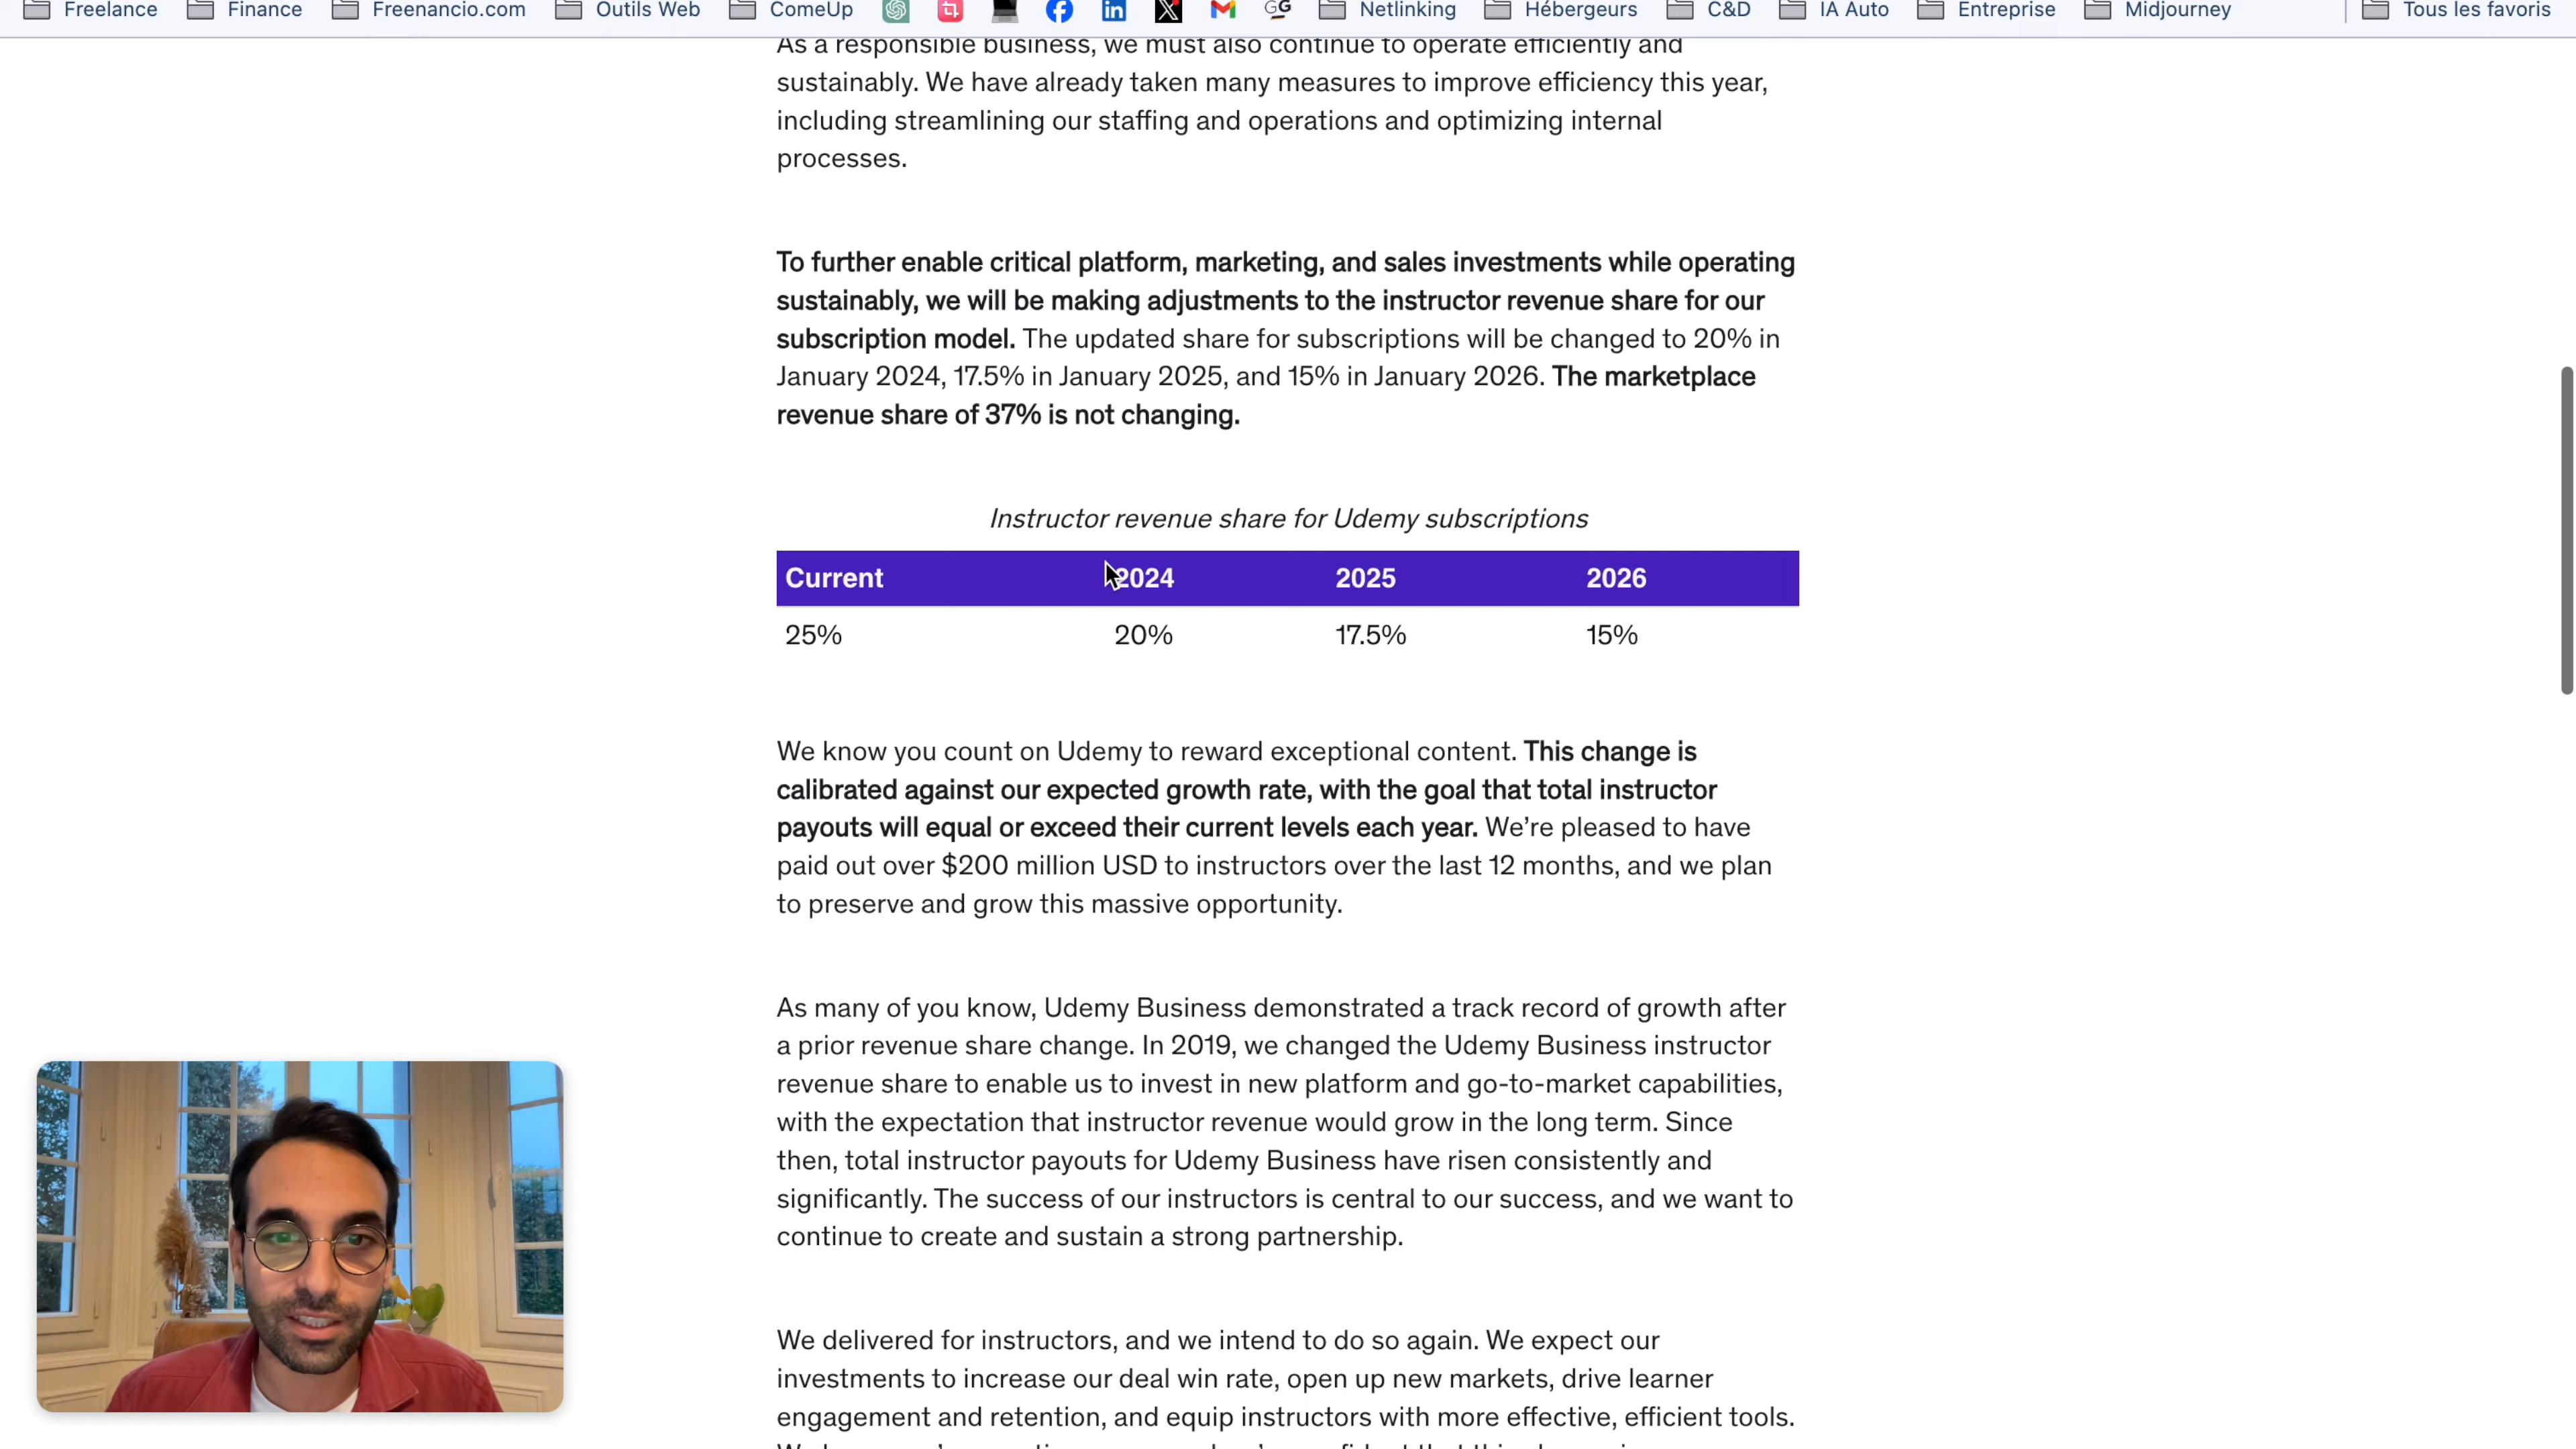 Freelance Finance Freenancio.com Outils Web ComeUp Netlinking Hébergeurs C&D IA Auto Entreprise Midjourney Tous les favoris
As a responsible business, we must also continue to operate efficiently and
sustainably. We have already taken many measures to improve efficiency this year,
including streamlining our staffing and operations and optimizing internal
processes.
To further enable critical platform, marketing, and sales investments while operating
sustainably, we will be making adjustments to the instructor revenue share for our
subscription model. The updated share for subscriptions will be changed to 20% in
January 2024, 17.5% in January 2025, and 15% in January 2026. The marketplace
revenue share of 37% is not changing.
Instructor revenue share for Udemy subscriptions
Current 2024 2025 2026
25% 20% 17.5% 15%
We know you count on Udemy to reward exceptional content. This change is
calibrated against our expected growth rate, with the goal that total instructor
payouts will equal or exceed their current levels each year. We’re pleased to have
paid out over $200 million USD to instructors over the last 12 months, and we plan
to preserve and grow this massive opportunity.
As many of you know, Udemy Business demonstrated a track record of growth after
a prior revenue share change. In 2019, we changed the Udemy Business instructor
revenue share to enable us to invest in new platform and go-to-market capabilities,
with the expectation that instructor revenue would grow in the long term. Since
then, total instructor payouts for Udemy Business have risen consistently and
significantly. The success of our instructors is central to our success, and we want to
continue to create and sustain a strong partnership.
We delivered for instructors, and we intend to do so again. We expect our
investments to increase our deal win rate, open up new markets, drive learner
engagement and retention, and equip instructors with more effective, efficient tools.